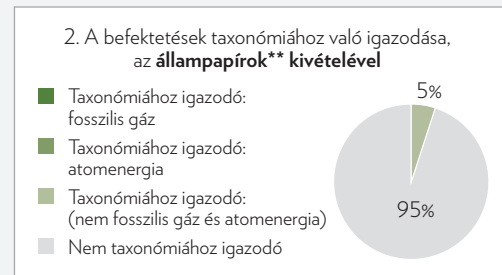 2. A befektetések taxonómiához való igazodása,
az állampapírok** kivételével
Taxonómiához igazodó:
fosszilis gáz
Taxonómiához igazodó:
atomenergia
Taxonómiához igazodó:
(nem fosszilis gáz és atomenergia)
Nem taxonómiához igazodó
5%
95%